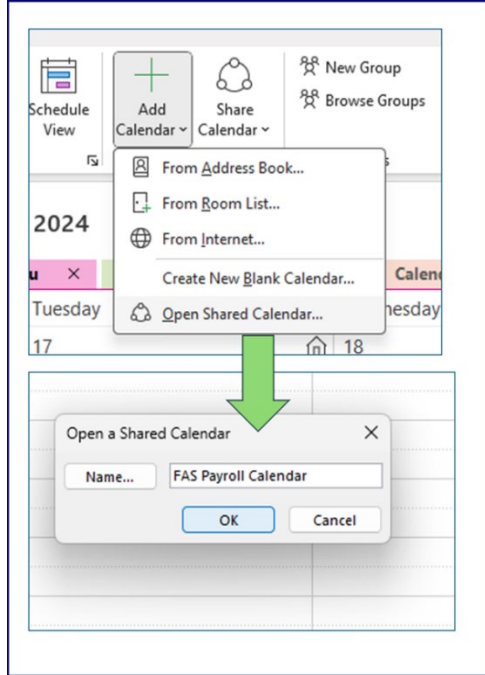 New Group
Browse Groups
Schedule
View
Add
Calendar
Share
Calendar
From Address Book...
From Room List...
From Internet...
Create New Blank Calendar...
Open Shared Calendar...
2024
Tuesday
17
18
Open a Shared Calendar
Name...
FAS Payroll Calendar
OK
Cancel